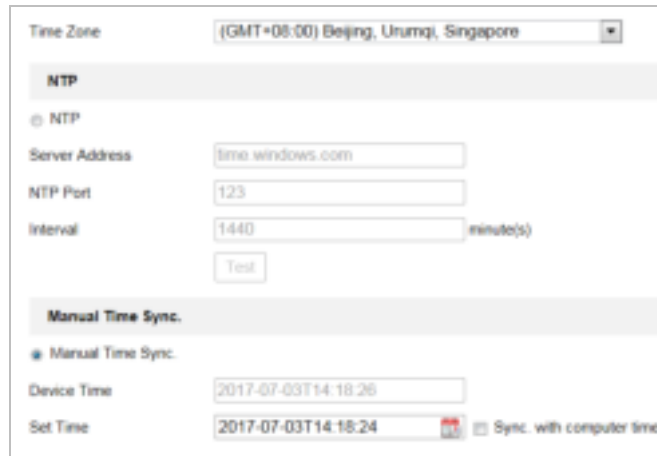 Time Zone (GMT+08:00) Beijing, Urumqi, Singapore
NTP
NTP
Server Address time.windows.com
NTP Port 123
Interval 1440 minute(s)
Test
Manual Time Sync.
Manual Time Sync.
Device Time 2017-07-03T14:18:26
Set Time 2017-07-03T14:18:24 Sync. with computer time